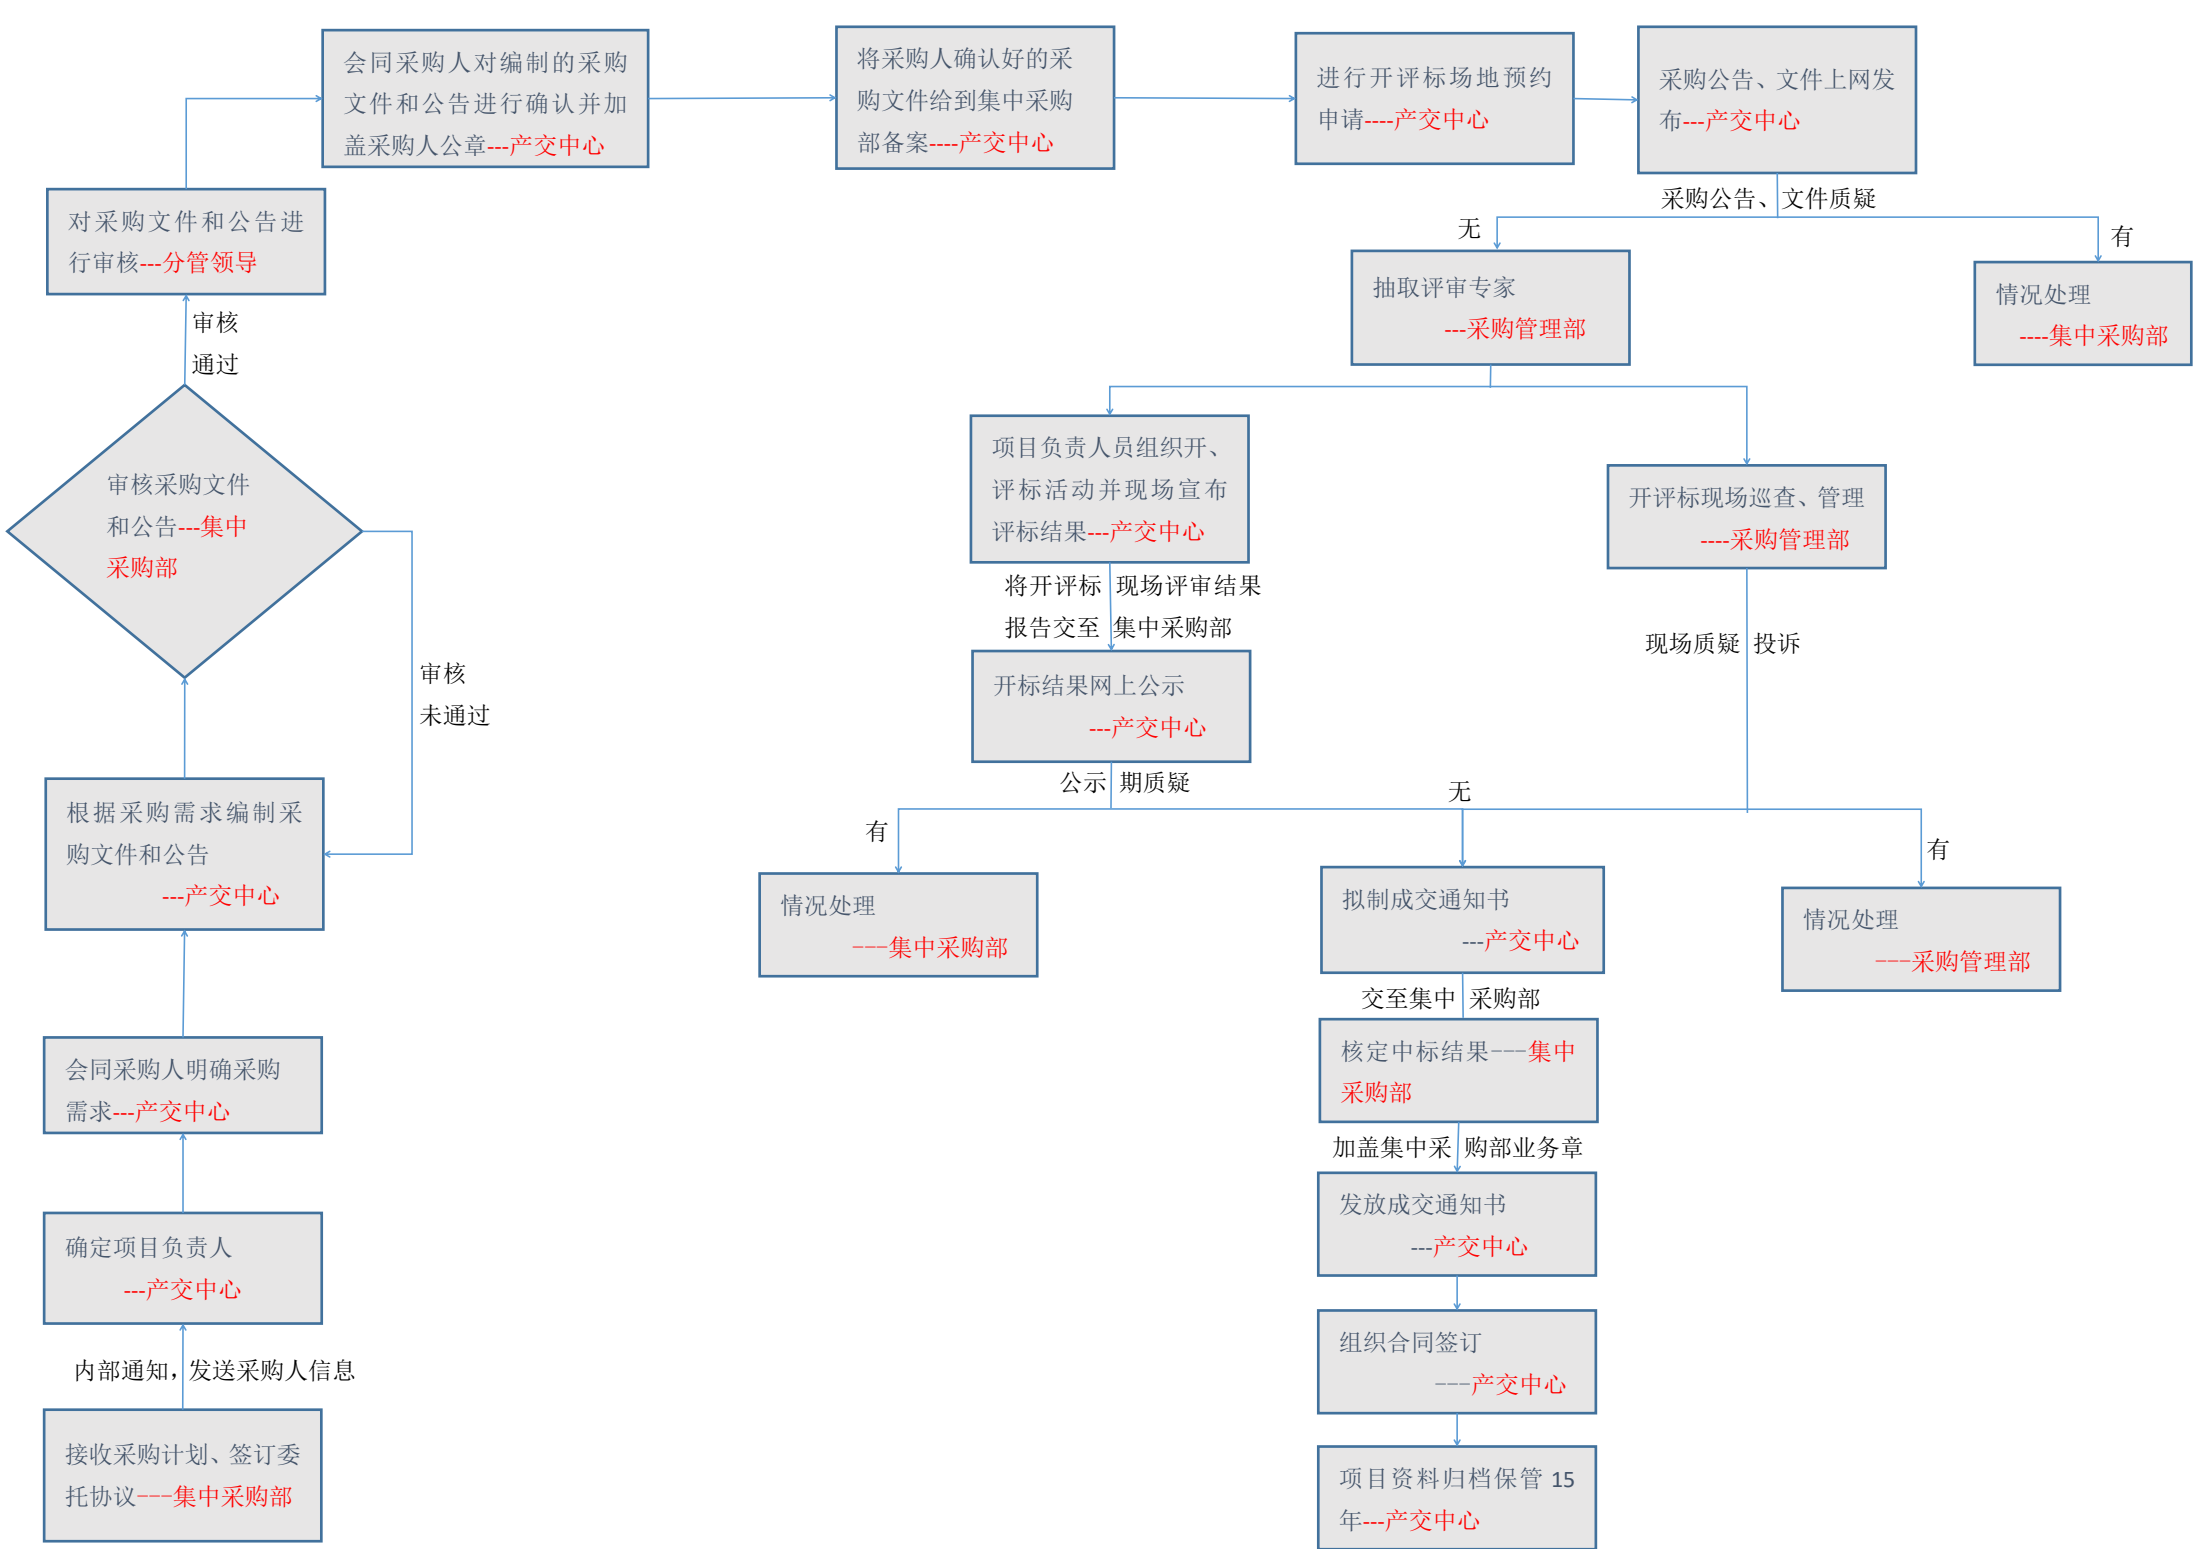 会同采购人对编制的采购
文件和公告进行确认并加
盖采购人公章---产交中心
将采购人确认好的采
购文件给到集中采购
部备案----产交中心
进行开评标场地预约
申请----产交中心
采购公告、文件上网发
布---产交中心
采购公告、文件质疑
无
有
对采购文件和公告进
行审核---分管领导
抽取评审专家
---采购管理部
情况处理
----集中采购部
审核
通过
审核采购文件
和公告---集中
采购部
审核
未通过
项目负责人员组织开、
评标活动并现场宣布
评标结果---产交中心
开评标现场巡查、管理
----采购管理部
将开评标现场评审结果
报告交至集中采购部
现场质疑投诉
开标结果网上公示
---产交中心
公示期质疑
无
有
有
根据采购需求编制采
购文件和公告
---产交中心
情况处理
---集中采购部
拟制成交通知书
---产交中心
情况处理
---采购管理部
交至集中采购部
会同采购人明确采购
需求---产交中心
核定中标结果---集中
采购部
加盖集中采购部业务章
确定项目负责人
---产交中心
发放成交通知书
---产交中心
内部通知，发送采购人信息
组织合同签订
---产交中心
接收采购计划、签订委
托协议---集中采购部
项目资料归档保管 15
年---产交中心